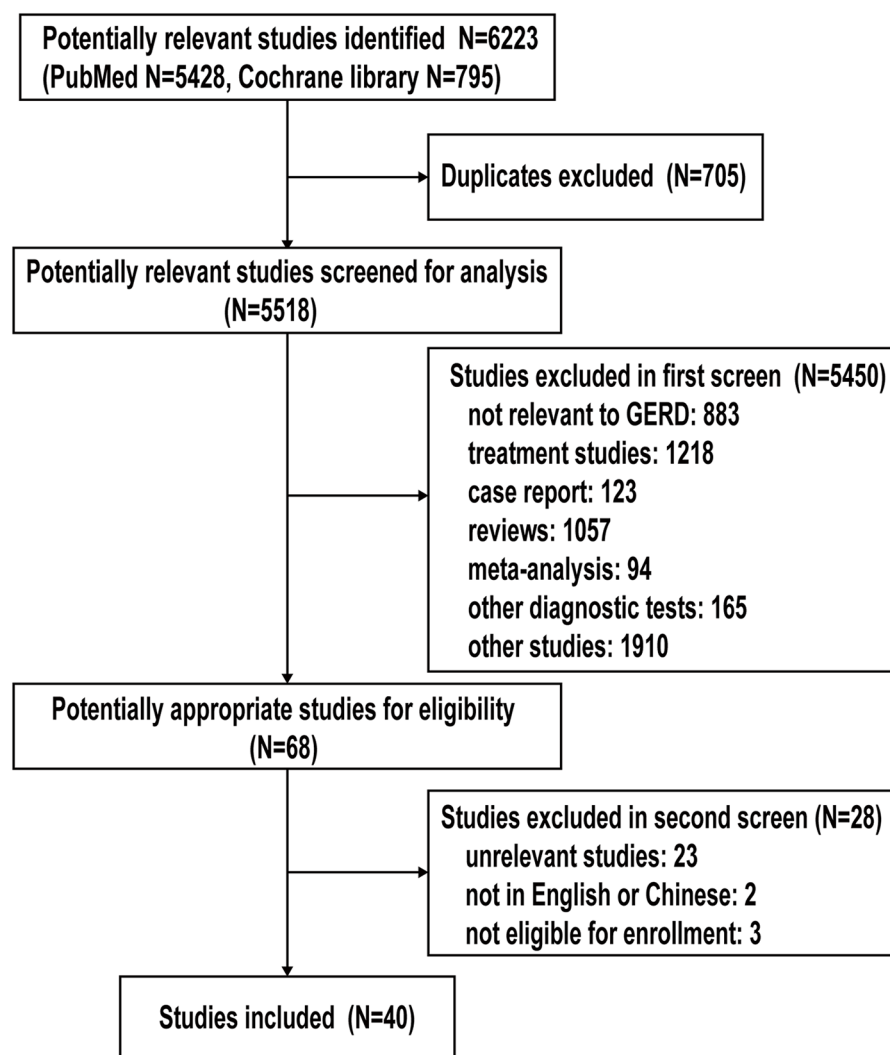 Potentially relevant studies identified N=6223
(PubMed N=5428, Cochrane library N=795)
Duplicates excluded (N=705)
Potentially relevant studies screened for analysis
(N=5518)
Studies excluded in first screen (N=5450)
not relevant to GERD: 883
treatment studies: 1218
case report: 123
reviews: 1057
meta-analysis: 94
other diagnostic tests: 165
other studies: 1910
Potentially appropriate studies for eligibility
(N=68)
Studies excluded in second screen (N=28)
unrelevant studies: 23
not in English or Chinese: 2
not eligible for enrollment: 3
Studies included (N=40)